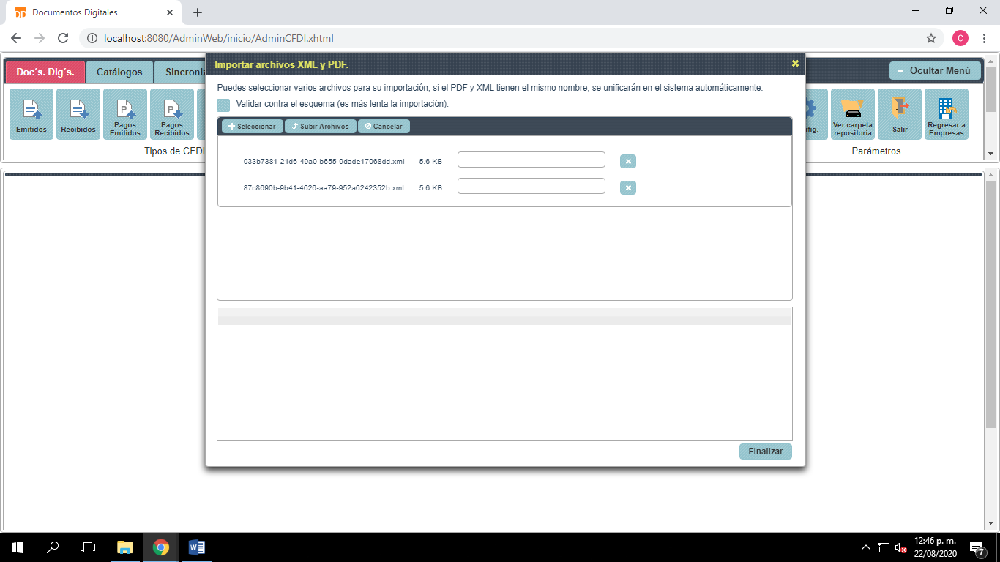 Documentos Digitales
localhost:8080/AdminWeb/inicio/AdminCFDI.xhtml
C
Doc´s. Dig´s.
Catálogos
Ocultar Menú
Importar archivos XML y PDF.
Puedes seleccionar varios archivos para su importación, si el PDF y XML tienen el mismo nombre, se unificarán en el sistema automáticamente.
Validar contra el esquema (es más lenta la importación).
Seleccionar
Subir Archivos
Cancelar
033b7381-21d6-49a0-b655-9dade17068dd.xml 5.6 KB
87c8690b-9b41-4626-aa79-952a6242352b.xml 5.6 KB
Finalizar
Emitidos
Recibidos
Pagos
Emitidos
Pagos
Recibidos
Tipos de CFDI
Ver carpeta
repositoria
Salir
Regresar a
Empresas
Parámetros
12:46 p. m.
22/08/2020
7